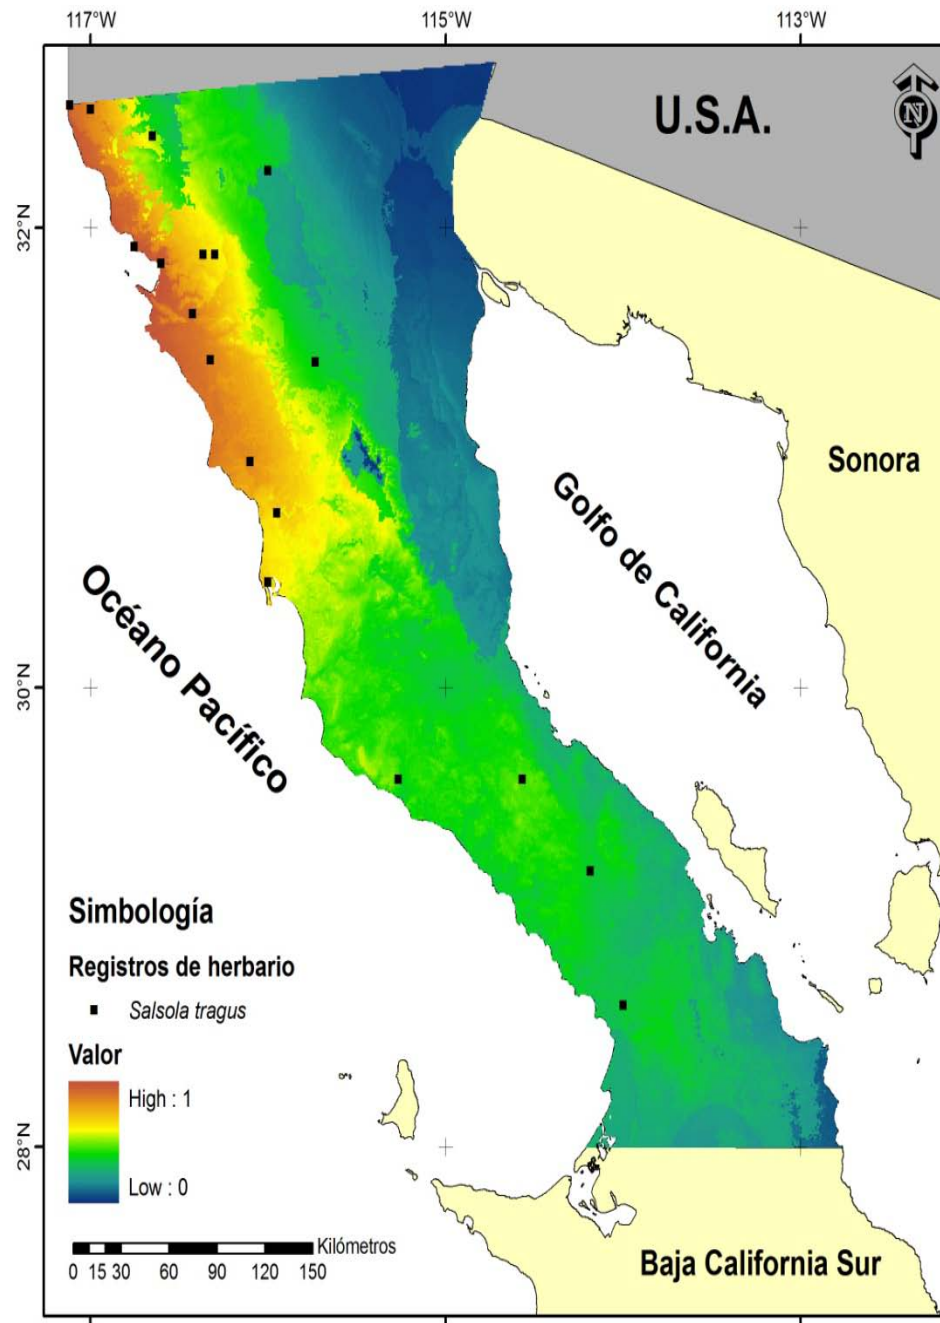 117°W 115°W 113°W
U.S.A.
N
32°N
Sonora
Golfo de California
Océano Pacífico
30°N
Simbología
Registros de herbario
Salsola tragus
Valor
High : 1
Low : 0
28°N
Kilómetros
0 15 30 60 90 120 150
Baja California Sur